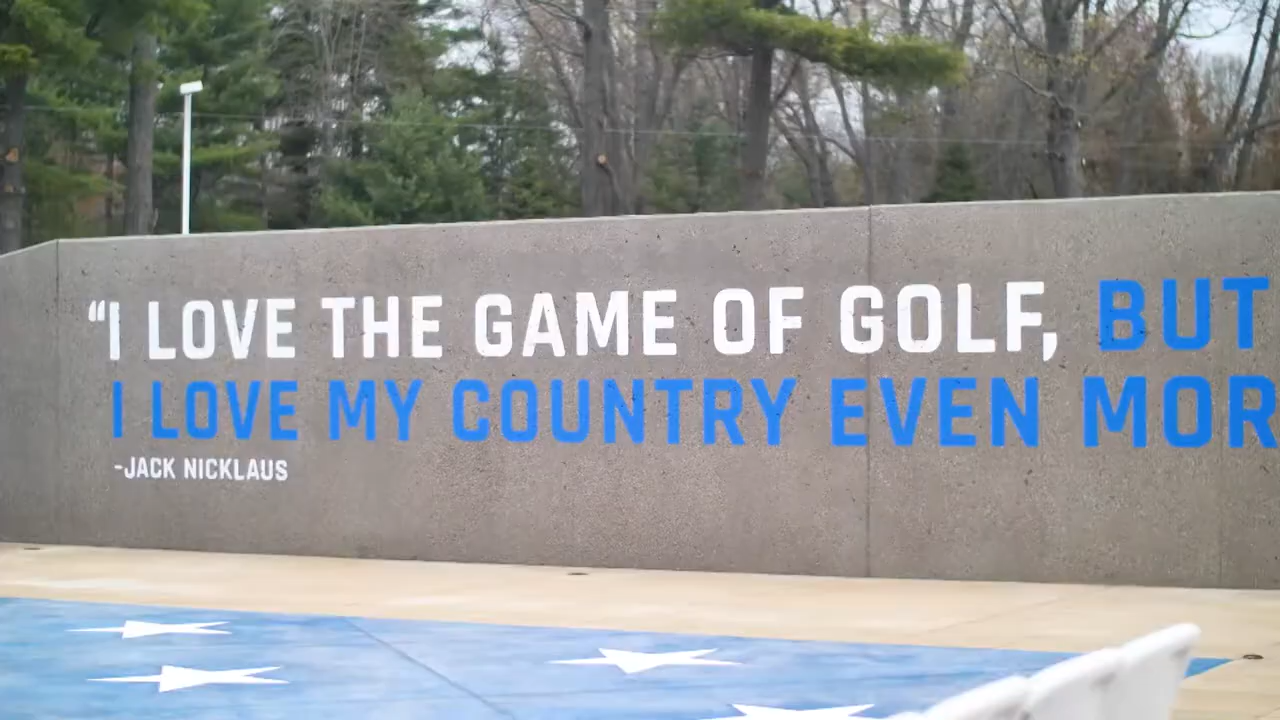 “I LOVE THE GAME OF GOLF, BUT
I LOVE MY COUNTRY EVEN MOR
-JACK NICKLAUS